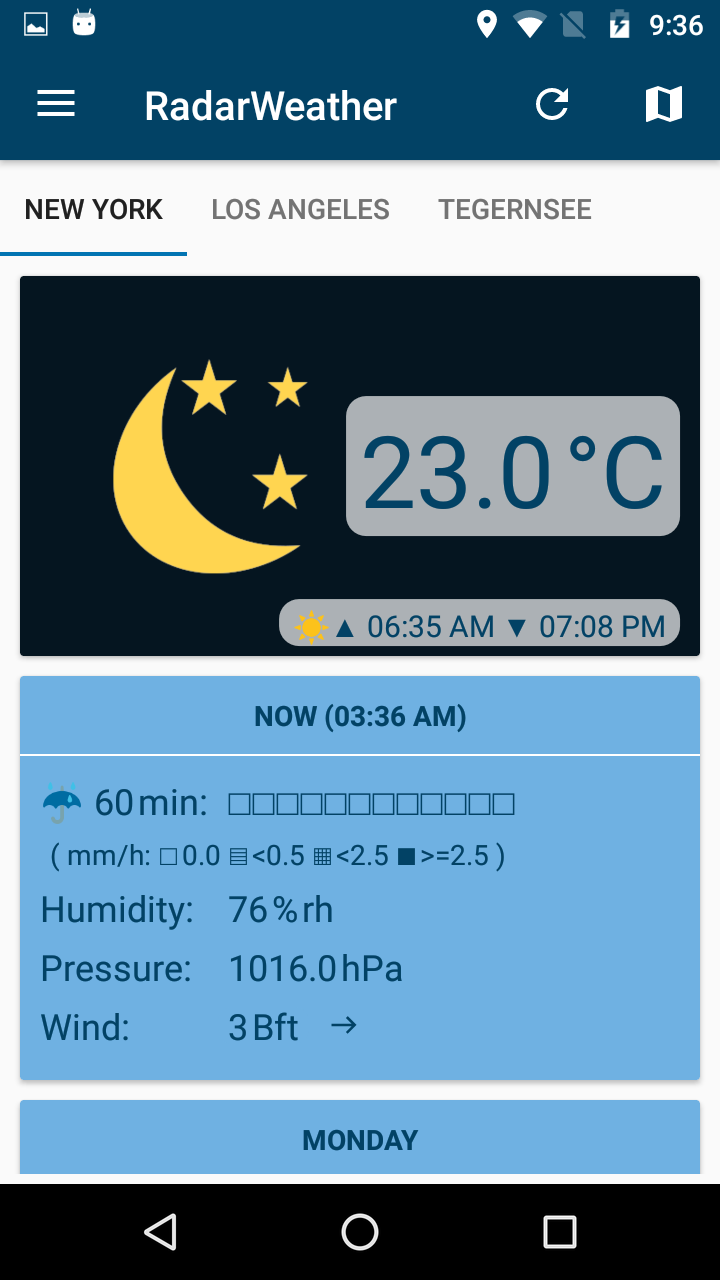 9:36
RadarWeather
NEW YORK LOS ANGELES TEGERNSEE
23.0 °C
☀▲ 06:35 AM ▼ 07:08 PM
NOW (03:36 AM)
☂ 60 min: □□□□□□□□□□□□
( mm/h: □ 0.0 ▤ <0.5 ▦ <2.5 ■ >=2.5 )
Humidity: 76 % rh
Pressure: 1016.0 hPa
Wind: 3 Bft →
MONDAY